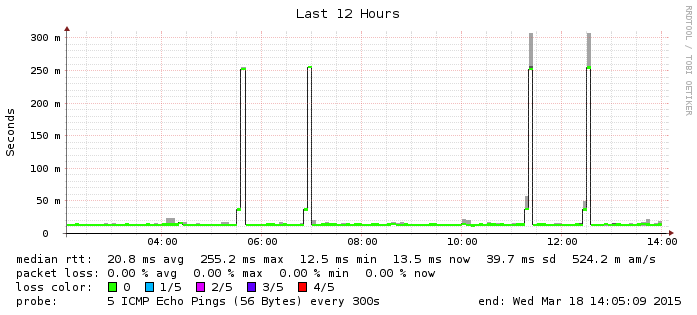 Last 12 Hours
RRDTOOL / TOBI OETIKER
Seconds
300 m
250 m
200 m
150 m
100 m
50 m
0
04:00 06:00 08:00 10:00 12:00 14:00
median rtt: 20.8 ms avg 255.2 ms max 12.5 ms min 13.5 ms now 39.7 ms sd 524.2 m am/s
packet loss: 0.00 % avg 0.00 % max 0.00 % min 0.00 % now
loss color: 0 1/5 2/5 3/5 4/5
probe: 5 ICMP Echo Pings (56 Bytes) every 300s end: Wed Mar 18 14:05:09 2015